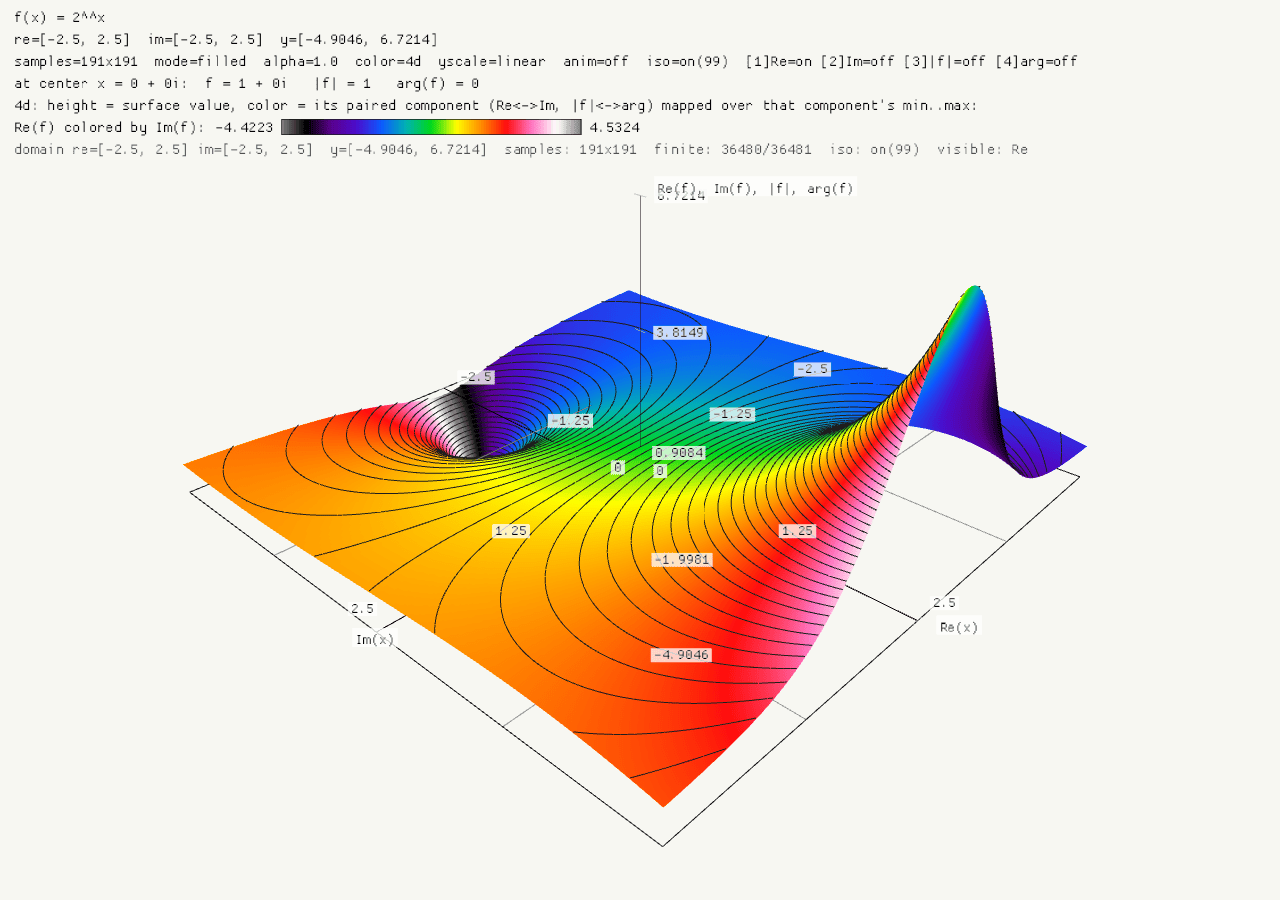 f(x) = 2^^x
re=[-2.5, 2.5]  im=[-2.5, 2.5]  y=[-4.9046, 6.7214]
samples=191x191  mode=filled  alpha=1.0  color=4d  yscale=linear  anim=off  iso=on(99)  [1]Re=on [2]Im=off [3]|f|=off [4]arg=off
at center x = 0 + 0i:  f = 1 + 0i   |f| = 1   arg(f) = 0
4d: height = surface value, color = its paired component (Re<->Im, |f|<->arg) mapped over that component's min..max:
Re(f) colored by Im(f): -4.4223 4.5324
domain re=[-2.5, 2.5] im=[-2.5, 2.5]  y=[-4.9046, 6.7214]  samples: 191x191  finite: 36480/36481  iso: on(99)  visible: Re
Re(f), Im(f), |f|, arg(f)
6.7214
3.8149
-2.5
-2.5
-1.25
-1.25
0.9084
0
0
1.25
1.25
-1.9981
2.5
2.5
Re(x)
Im(x)
-4.9046